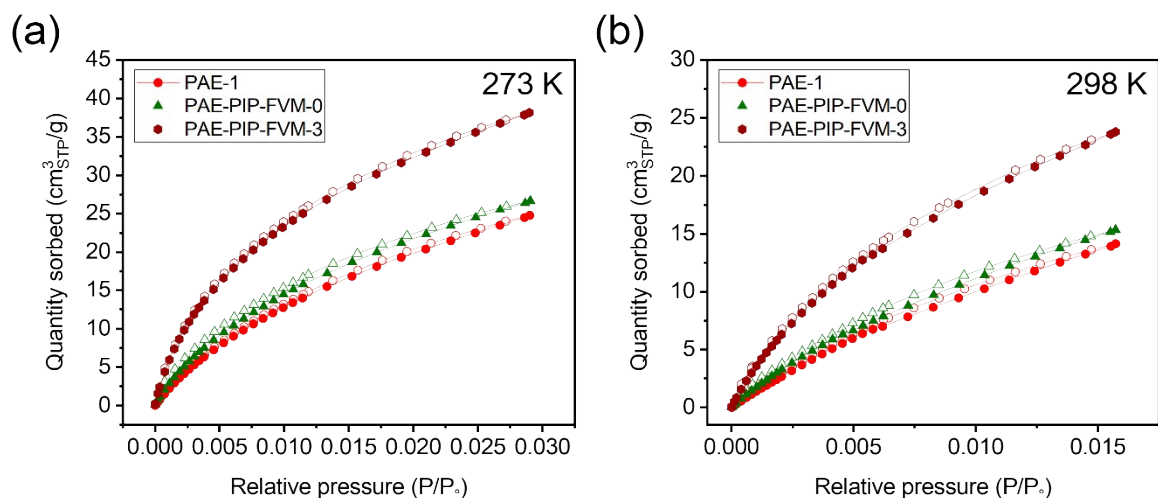 (a)
45
40
35
30
25
20
15
10
5
0
Quantity sorbed (cm³STP/g)
PAE-1
PAE-PIP-FVM-0
PAE-PIP-FVM-3
273 K
0.000 0.005 0.010 0.015 0.020 0.025 0.030
Relative pressure (P/P°)
(b)
30
25
20
15
10
5
0
Quantity sorbed (cm³STP/g)
PAE-1
PAE-PIP-FVM-0
PAE-PIP-FVM-3
298 K
0.000 0.005 0.010 0.015
Relative pressure (P/P°)